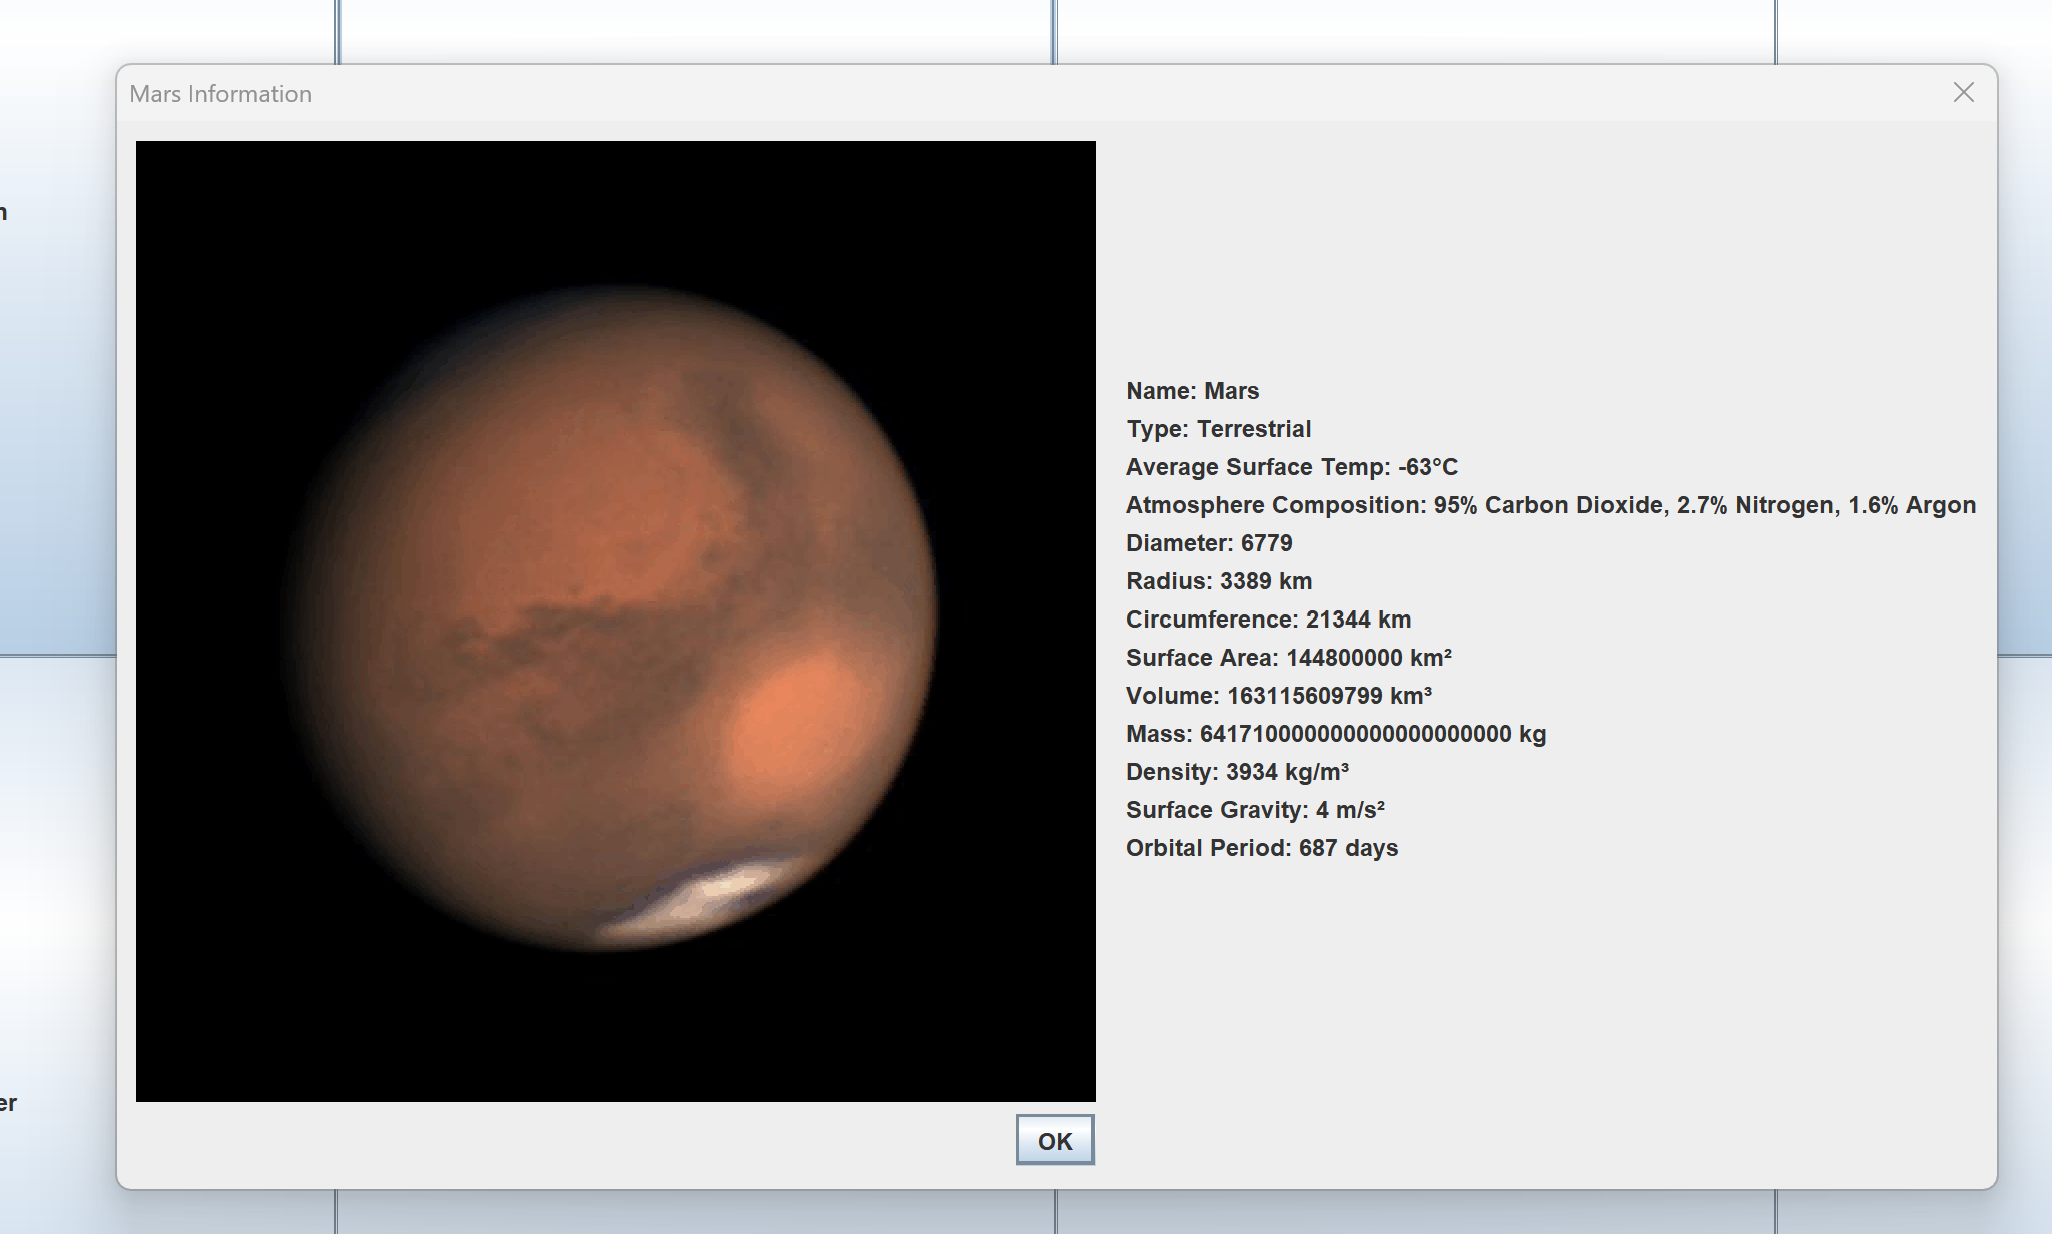 Mars Information
Name: Mars
Type: Terrestrial
Average Surface Temp: -63°C
Atmosphere Composition: 95% Carbon Dioxide, 2.7% Nitrogen, 1.6% Argon
Diameter: 6779
Radius: 3389 km
Circumference: 21344 km
Surface Area: 144800000 km²
Volume: 163115609799 km³
Mass: 641710000000000000000000 kg
Density: 3934 kg/m³
Surface Gravity: 4 m/s²
Orbital Period: 687 days
er
OK